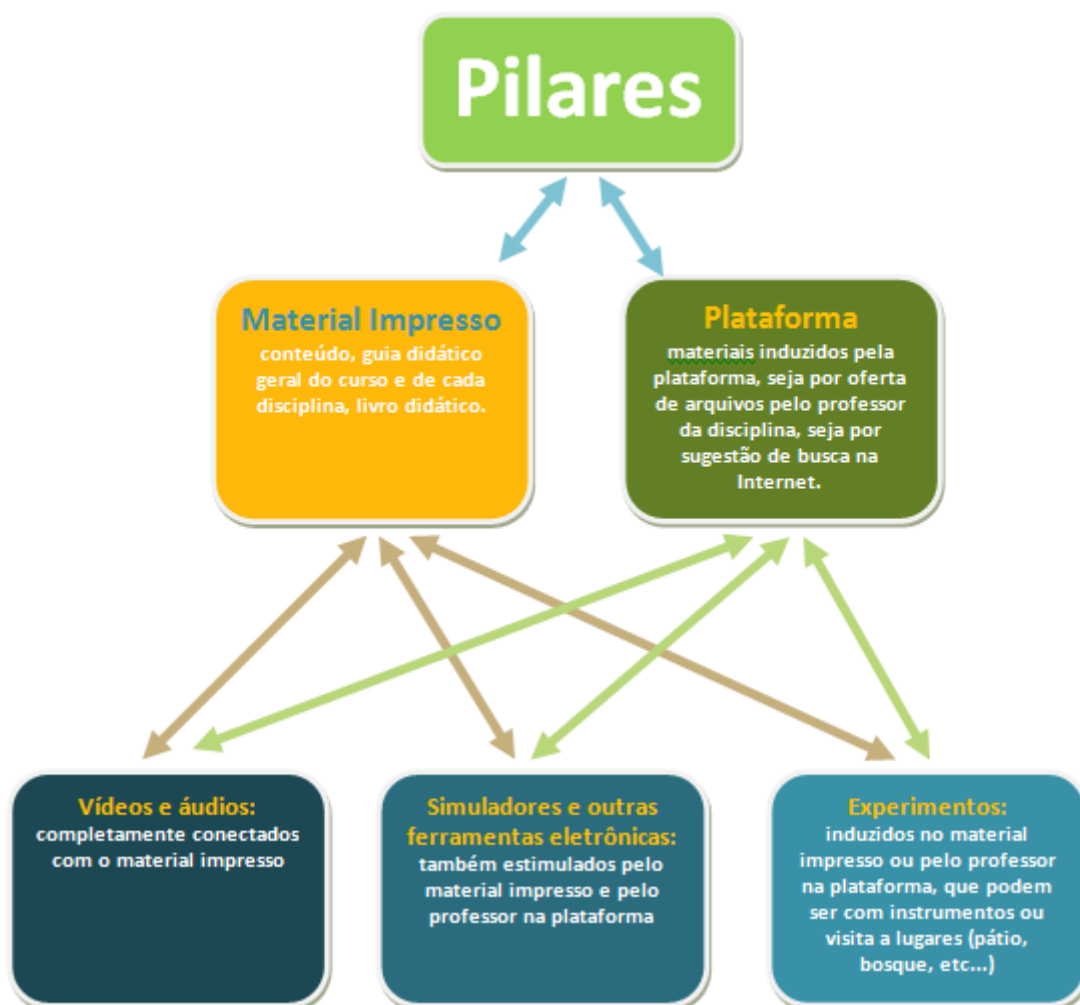 Pilares
Material Impresso
conteúdo, guia didático
geral do curso e de cada
disciplina, livro didático.
Plataforma
materiais induzidos pela
plataforma, seja por oferta
de arquivos pelo professor
da disciplina, seja por
sugestão de busca na
Internet.
Vídeos e áudios:
completamente conectados
com o material impresso
Simuladores e outras
ferramentas eletrônicas:
também estimulados pelo
material impresso e pelo
professor na plataforma
Experimentos:
induzidos no material
impresso ou pelo professor
na plataforma, que podem
ser com instrumentos ou
visita a lugares (pátio,
bosque, etc...)